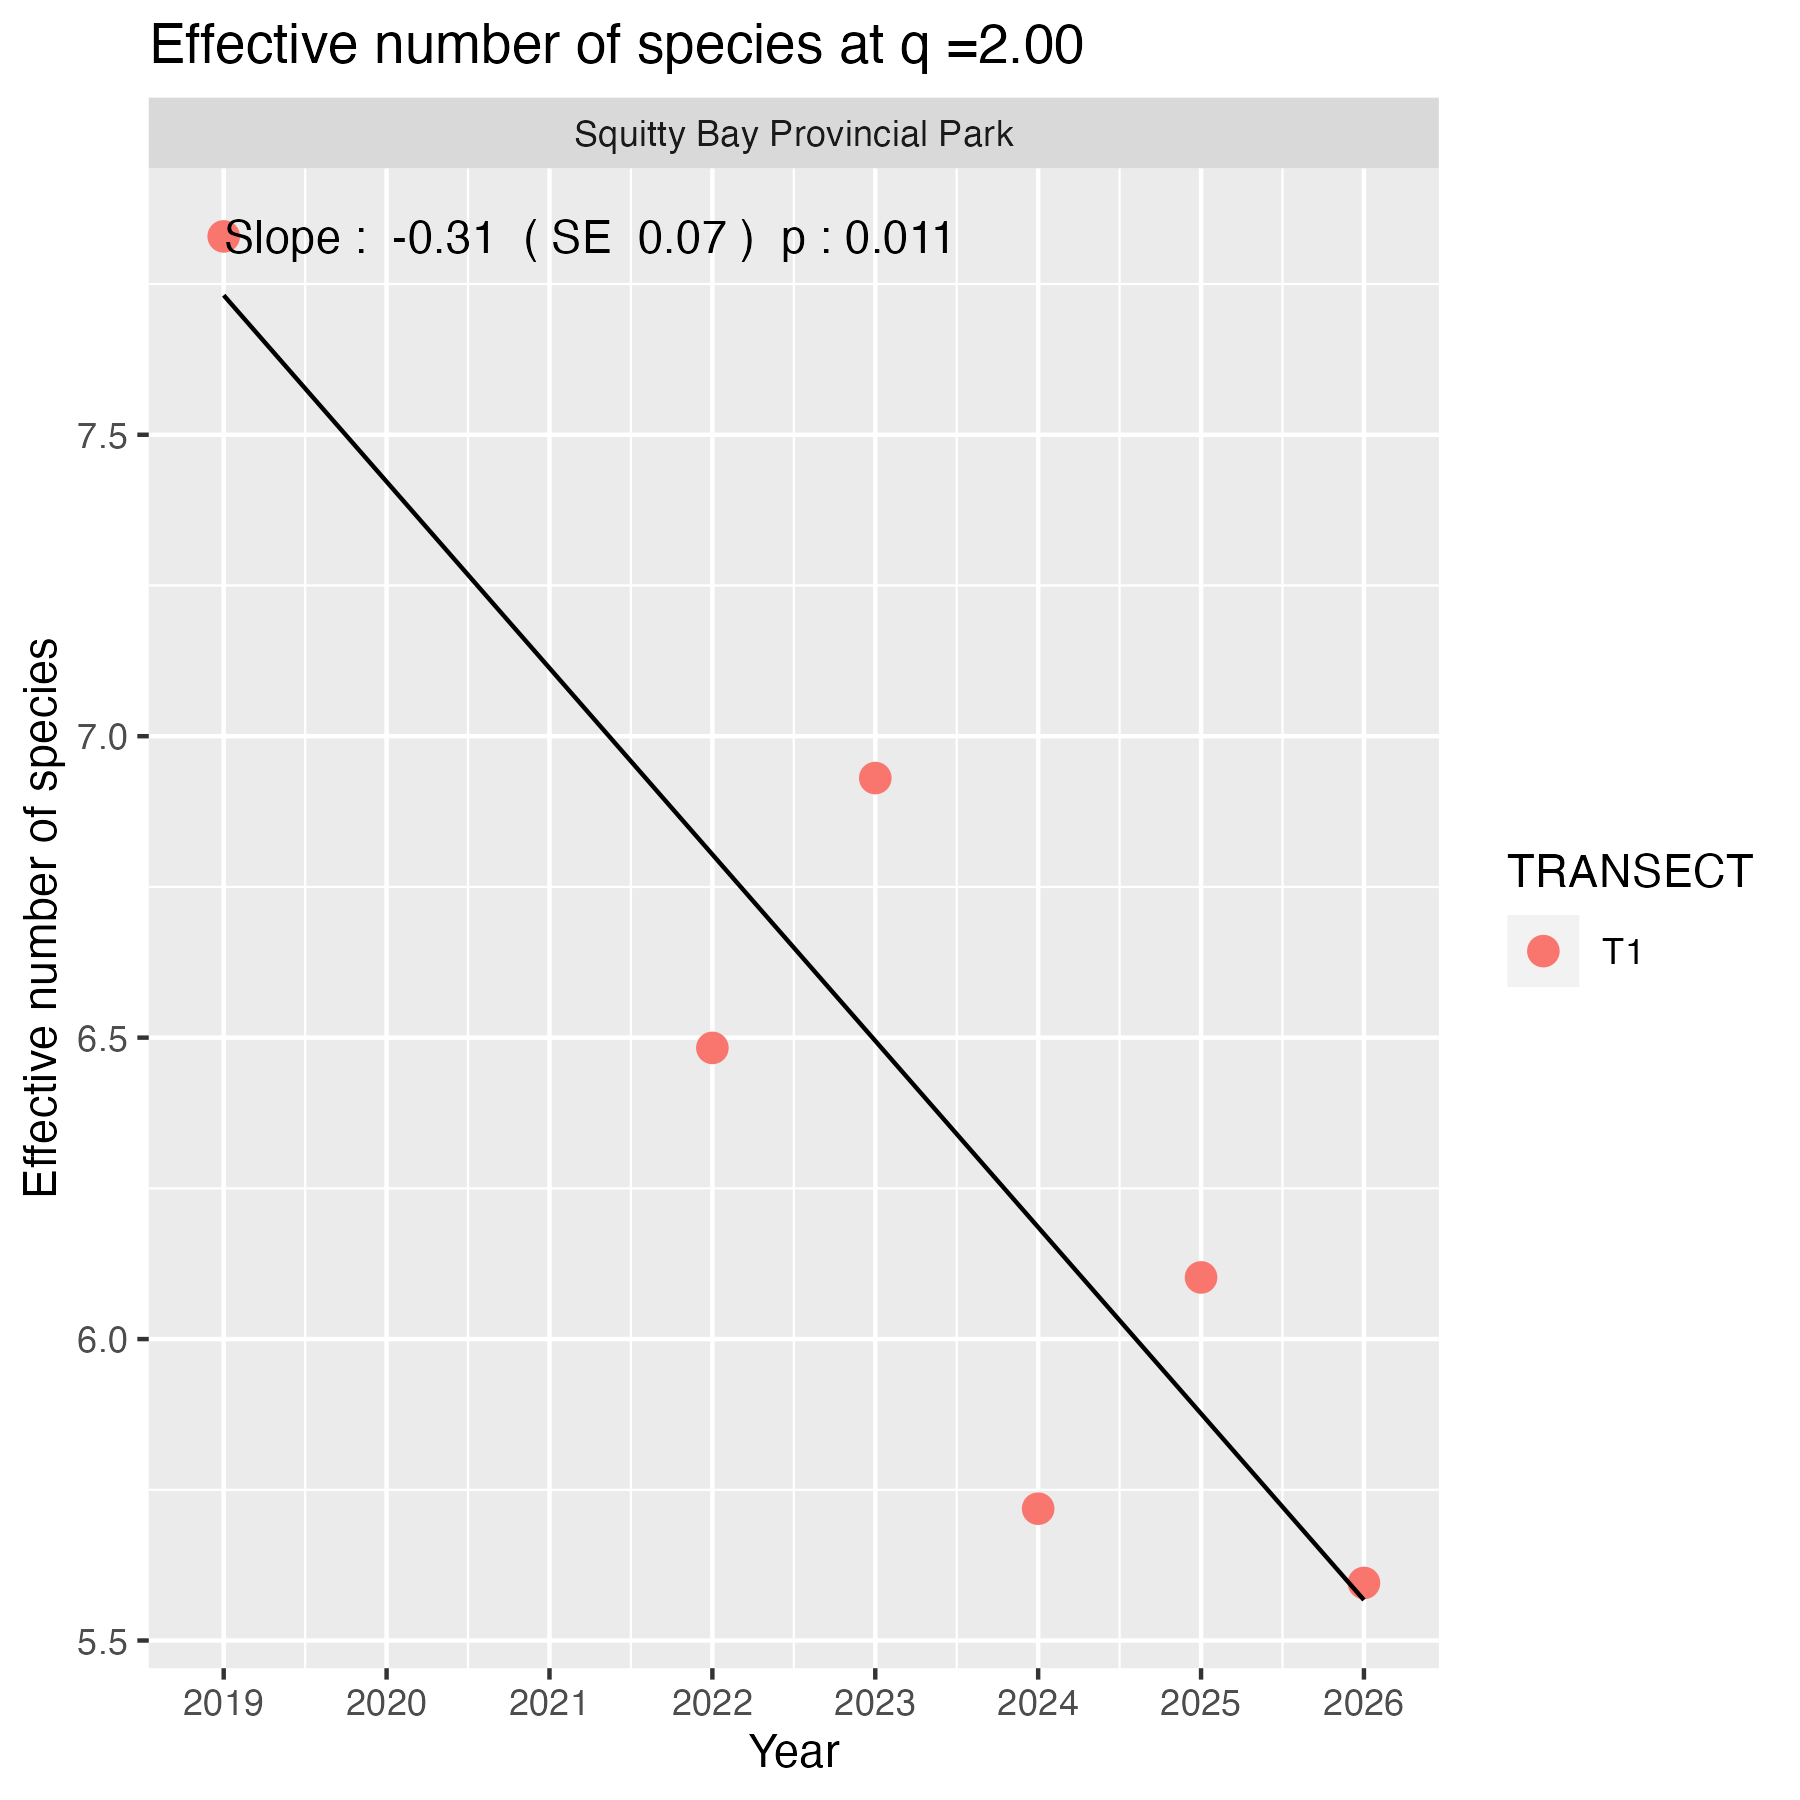 Effective number of species at q =2.00
Squitty Bay Provincial Park
Slope :  -0.31  ( SE  0.07 )  p : 0.011
7.5
7.0
6.5
6.0
5.5
Effective number of species
2019 2020 2021 2022 2023 2024 2025 2026
Year
TRANSECT
T1